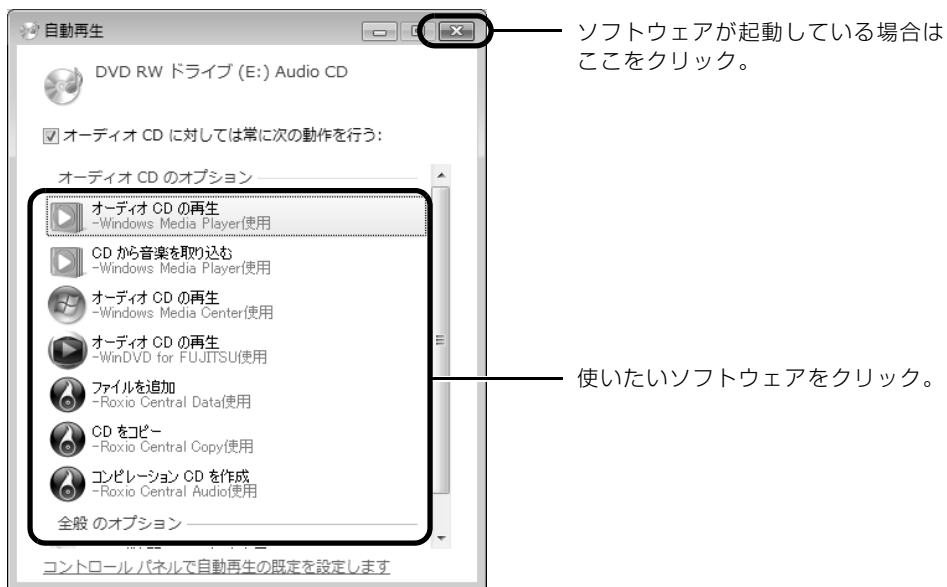 自動再生
ソフトウェアが起動している場合は
ここをクリック。
DVD RW ドライブ (E:) Audio CD
オーディオ CD に対しては常に次の動作を行う:
オーディオ CD のオプション
オーディオ CD の再生
-Windows Media Player使用
CD から音楽を取り込む
-Windows Media Player使用
オーディオ CD の再生
-Windows Media Center使用
オーディオ CD の再生
-WinDVD for FUJITSU使用
使いたいソフトウェアをクリック。
ファイルを追加
-Roxio Central Data使用
CD をコピー
-Roxio Central Copy使用
コンピレーション CD を作成
-Roxio Central Audio使用
全般 のオプション
コントロール パネルで自動再生の既定を設定します